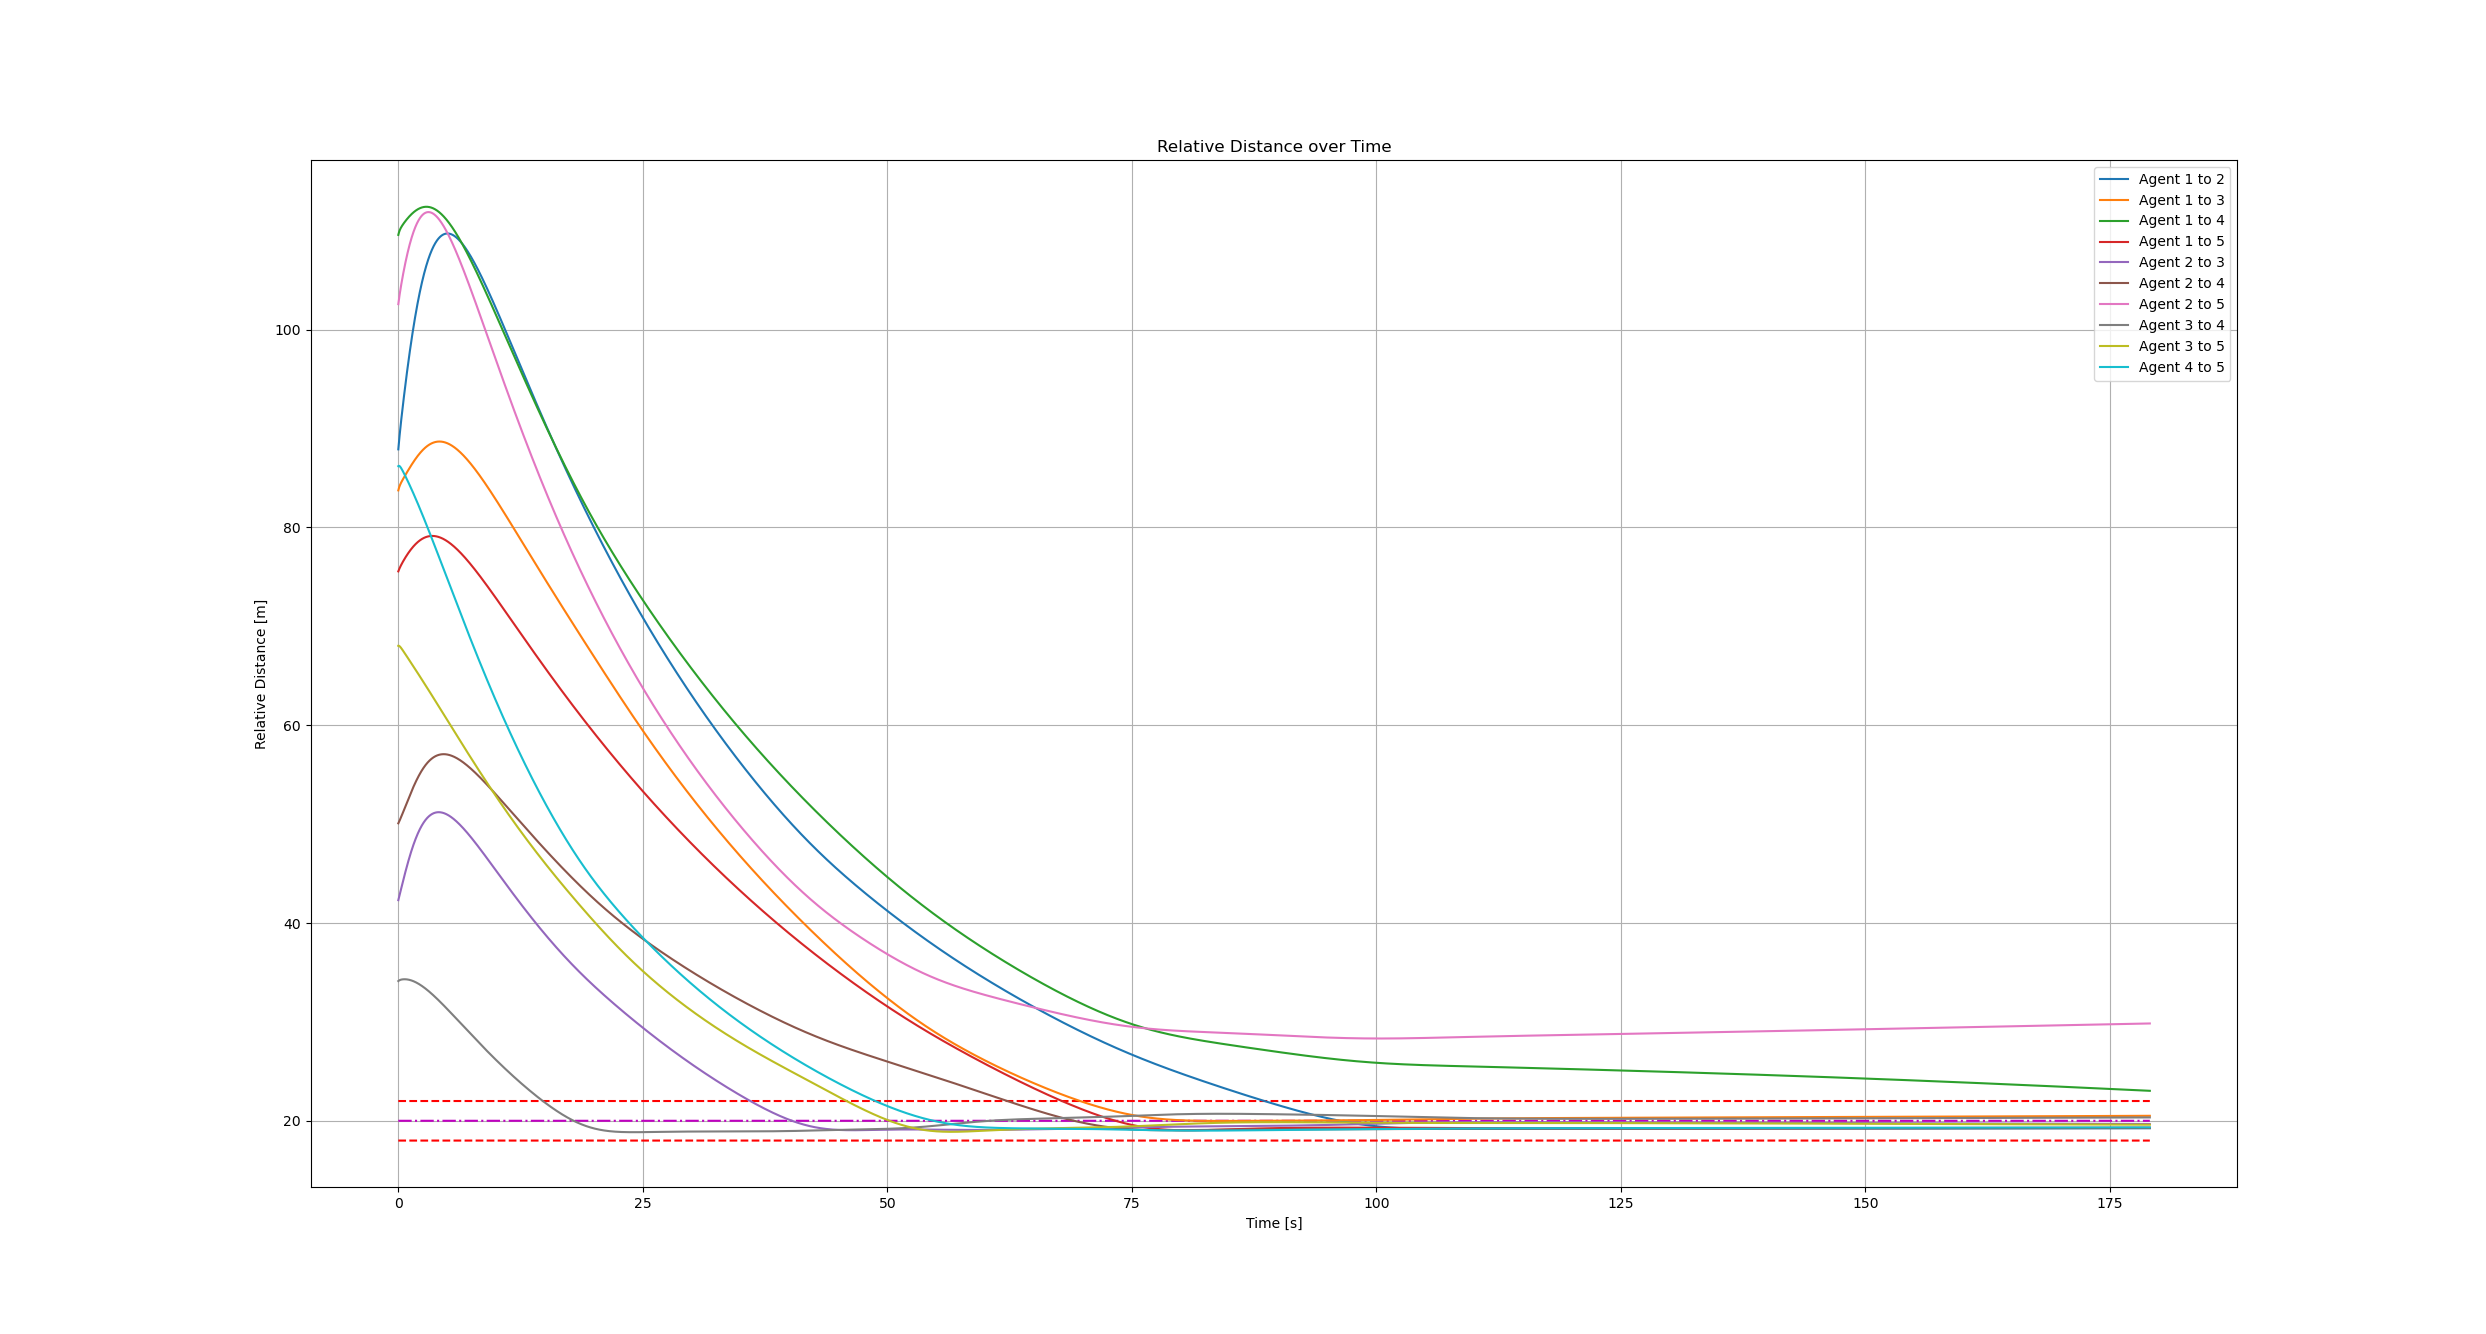 Relative Distance over Time
Agent 1 to 2
Agent 1 to 3
Agent 1 to 4
Agent 1 to 5
Agent 2 to 3
Agent 2 to 4
Agent 2 to 5
Agent 3 to 4
Agent 3 to 5
Agent 4 to 5
Relative Distance [m]
100
80
60
40
20
0 25 50 75 100 125 150 175
Time [s]